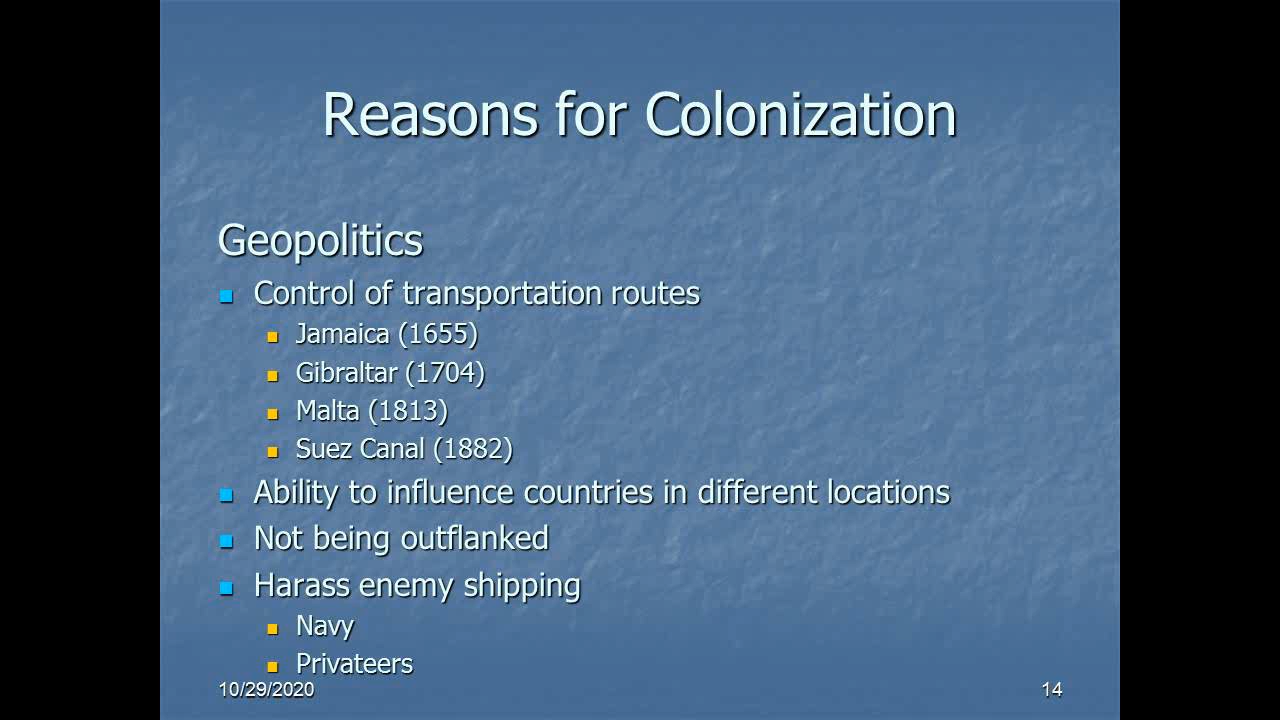 Reasons for Colonization
Geopolitics
Control of transportation routes
Jamaica (1655)
Gibraltar (1704)
Malta (1813)
Suez Canal (1882)
Ability to influence countries in different locations
Not being outflanked
Harass enemy shipping
Navy
Privateers
10/29/2020
14